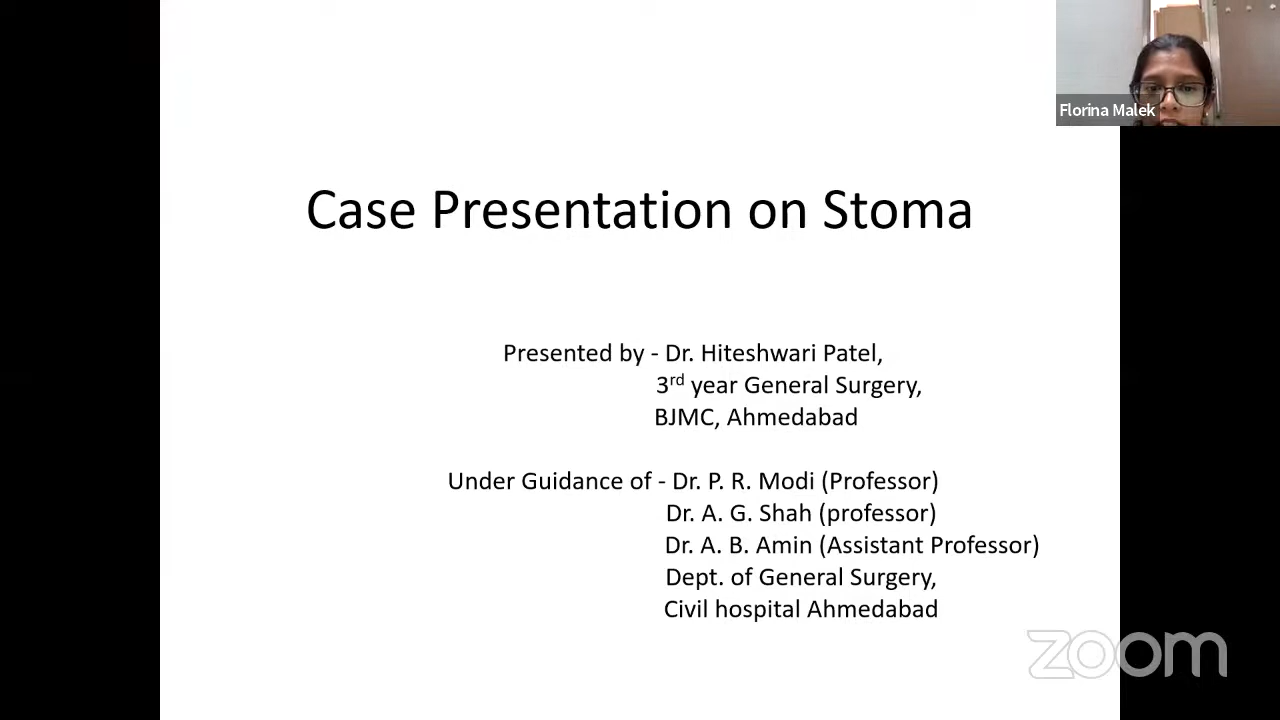 Florina Malek
Case Presentation on Stoma
Presented by - Dr. Hiteshwari Patel,
3rd year General Surgery,
BJMC, Ahmedabad
Under Guidance of - Dr. P. R. Modi (Professor)
Dr. A. G. Shah (professor)
Dr. A. B. Amin (Assistant Professor)
Dept. of General Surgery,
Civil hospital Ahmedabad
zoom